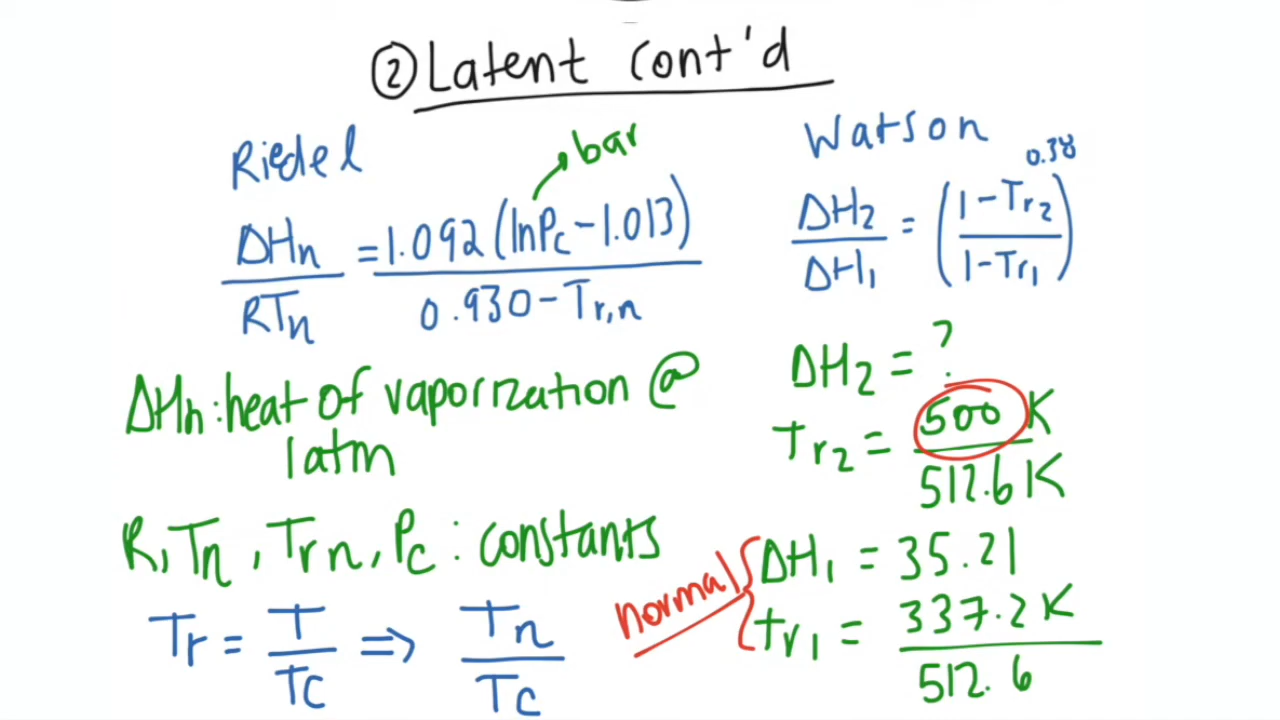 ② Latent cont'd
Riedel
bar
ΔHn / RTn = 1.092 (ln Pc - 1.013) / 0.930 - Tr,n
ΔHn: heat of vaporization @
1atm
R, Tn, Trn, Pc : constants
Tr = T / Tc ⇒ Tn / Tc
Watson
ΔH2 / ΔH1 = (1 - Tr2 / 1 - Tr1)^0.38
ΔH2 = ?
Tr2 = 500 K / 512.6 K
normal
ΔH1 = 35.21
Tr1 = 337.2 K / 512.6